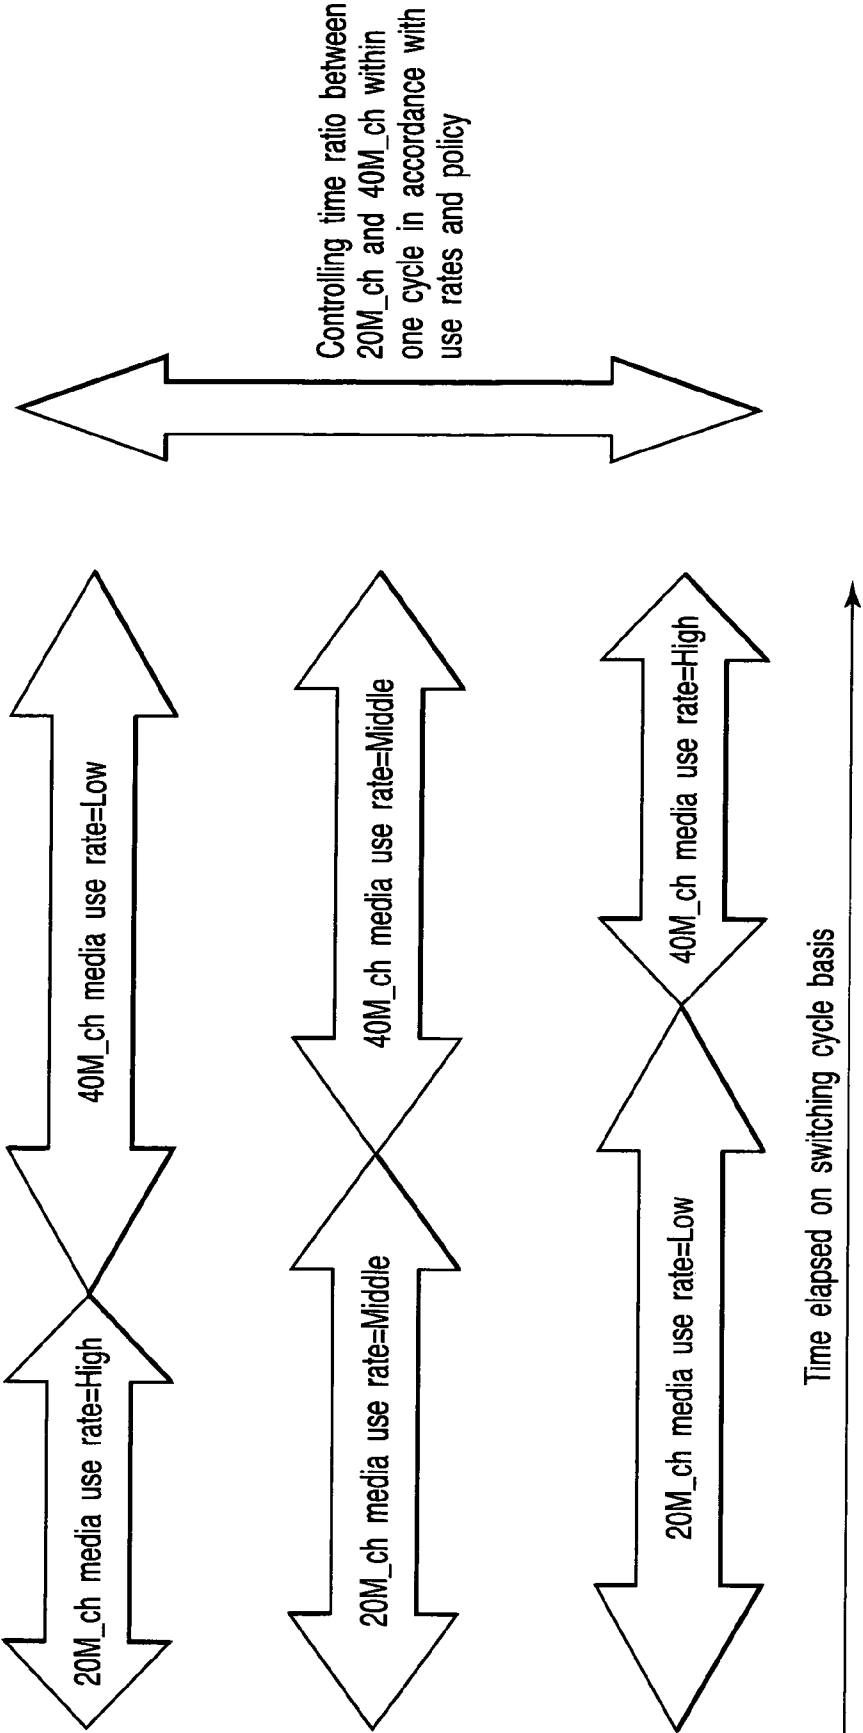 20M_ch media use rate=High
40M_ch media use rate=Low
20M_ch media use rate=Middle
40M_ch media use rate=Middle
20M_ch media use rate=Low
40M_ch media use rate=High
Time elapsed on switching cycle basis
Controlling time ratio between
20M_ch and 40M_ch within
one cycle in accordance with
use rates and policy